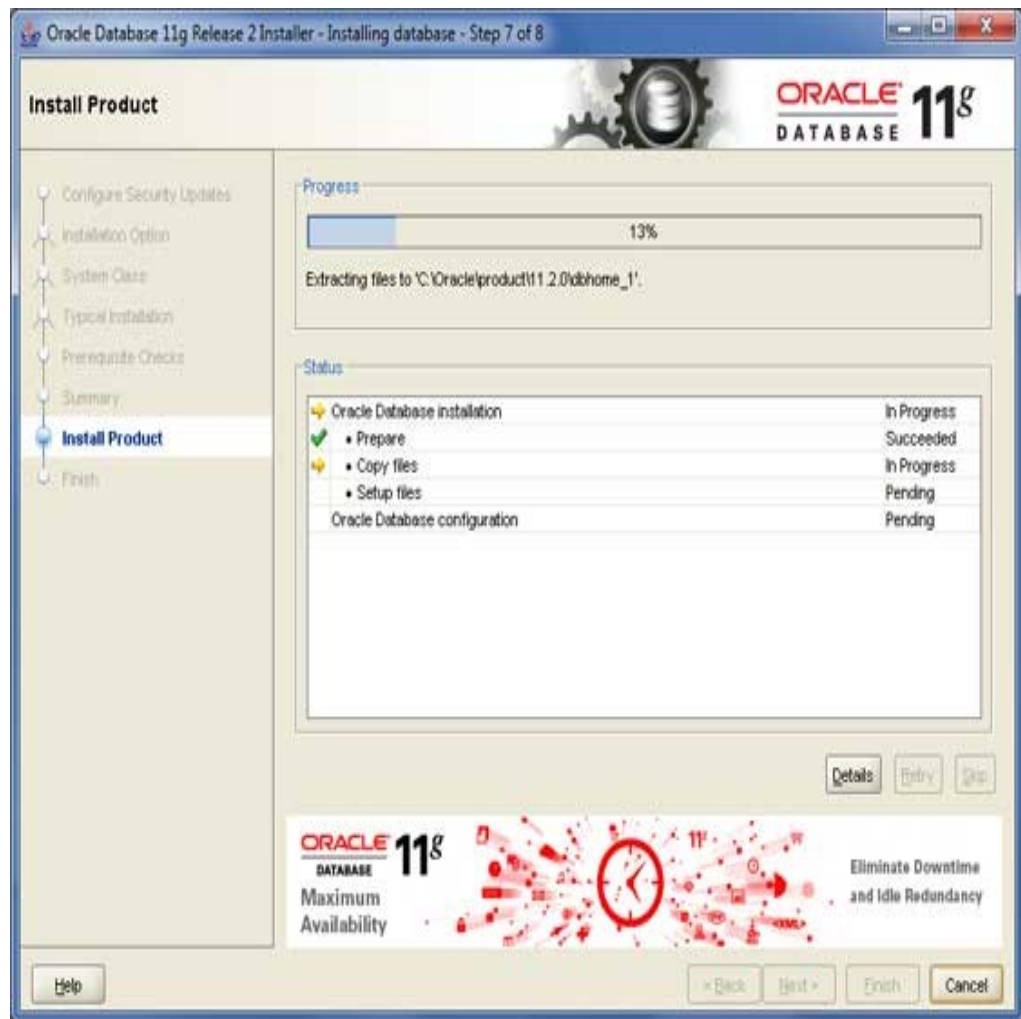 Oracle Database 11g Release 2 Installer - Installing database - Step 7 of 8
Install Product
ORACLE 11g
DATABASE
Configure Security Updates
Installation Option
System Class
Typical Installation
Prerequisite Checks
Summary
Install Product
Finish
Progress
13%
Extracting files to 'C:\Oracle\product\11.2.0\dbhome_1'.
Status
Oracle Database installation In Progress
• Prepare Succeeded
• Copy files In Progress
• Setup files Pending
Oracle Database configuration Pending
Details Retry Skip
ORACLE 11g
DATABASE
Maximum
Availability
11g
<XML>
Eliminate Downtime
and Idle Redundancy
Help < Back Next > Finish Cancel